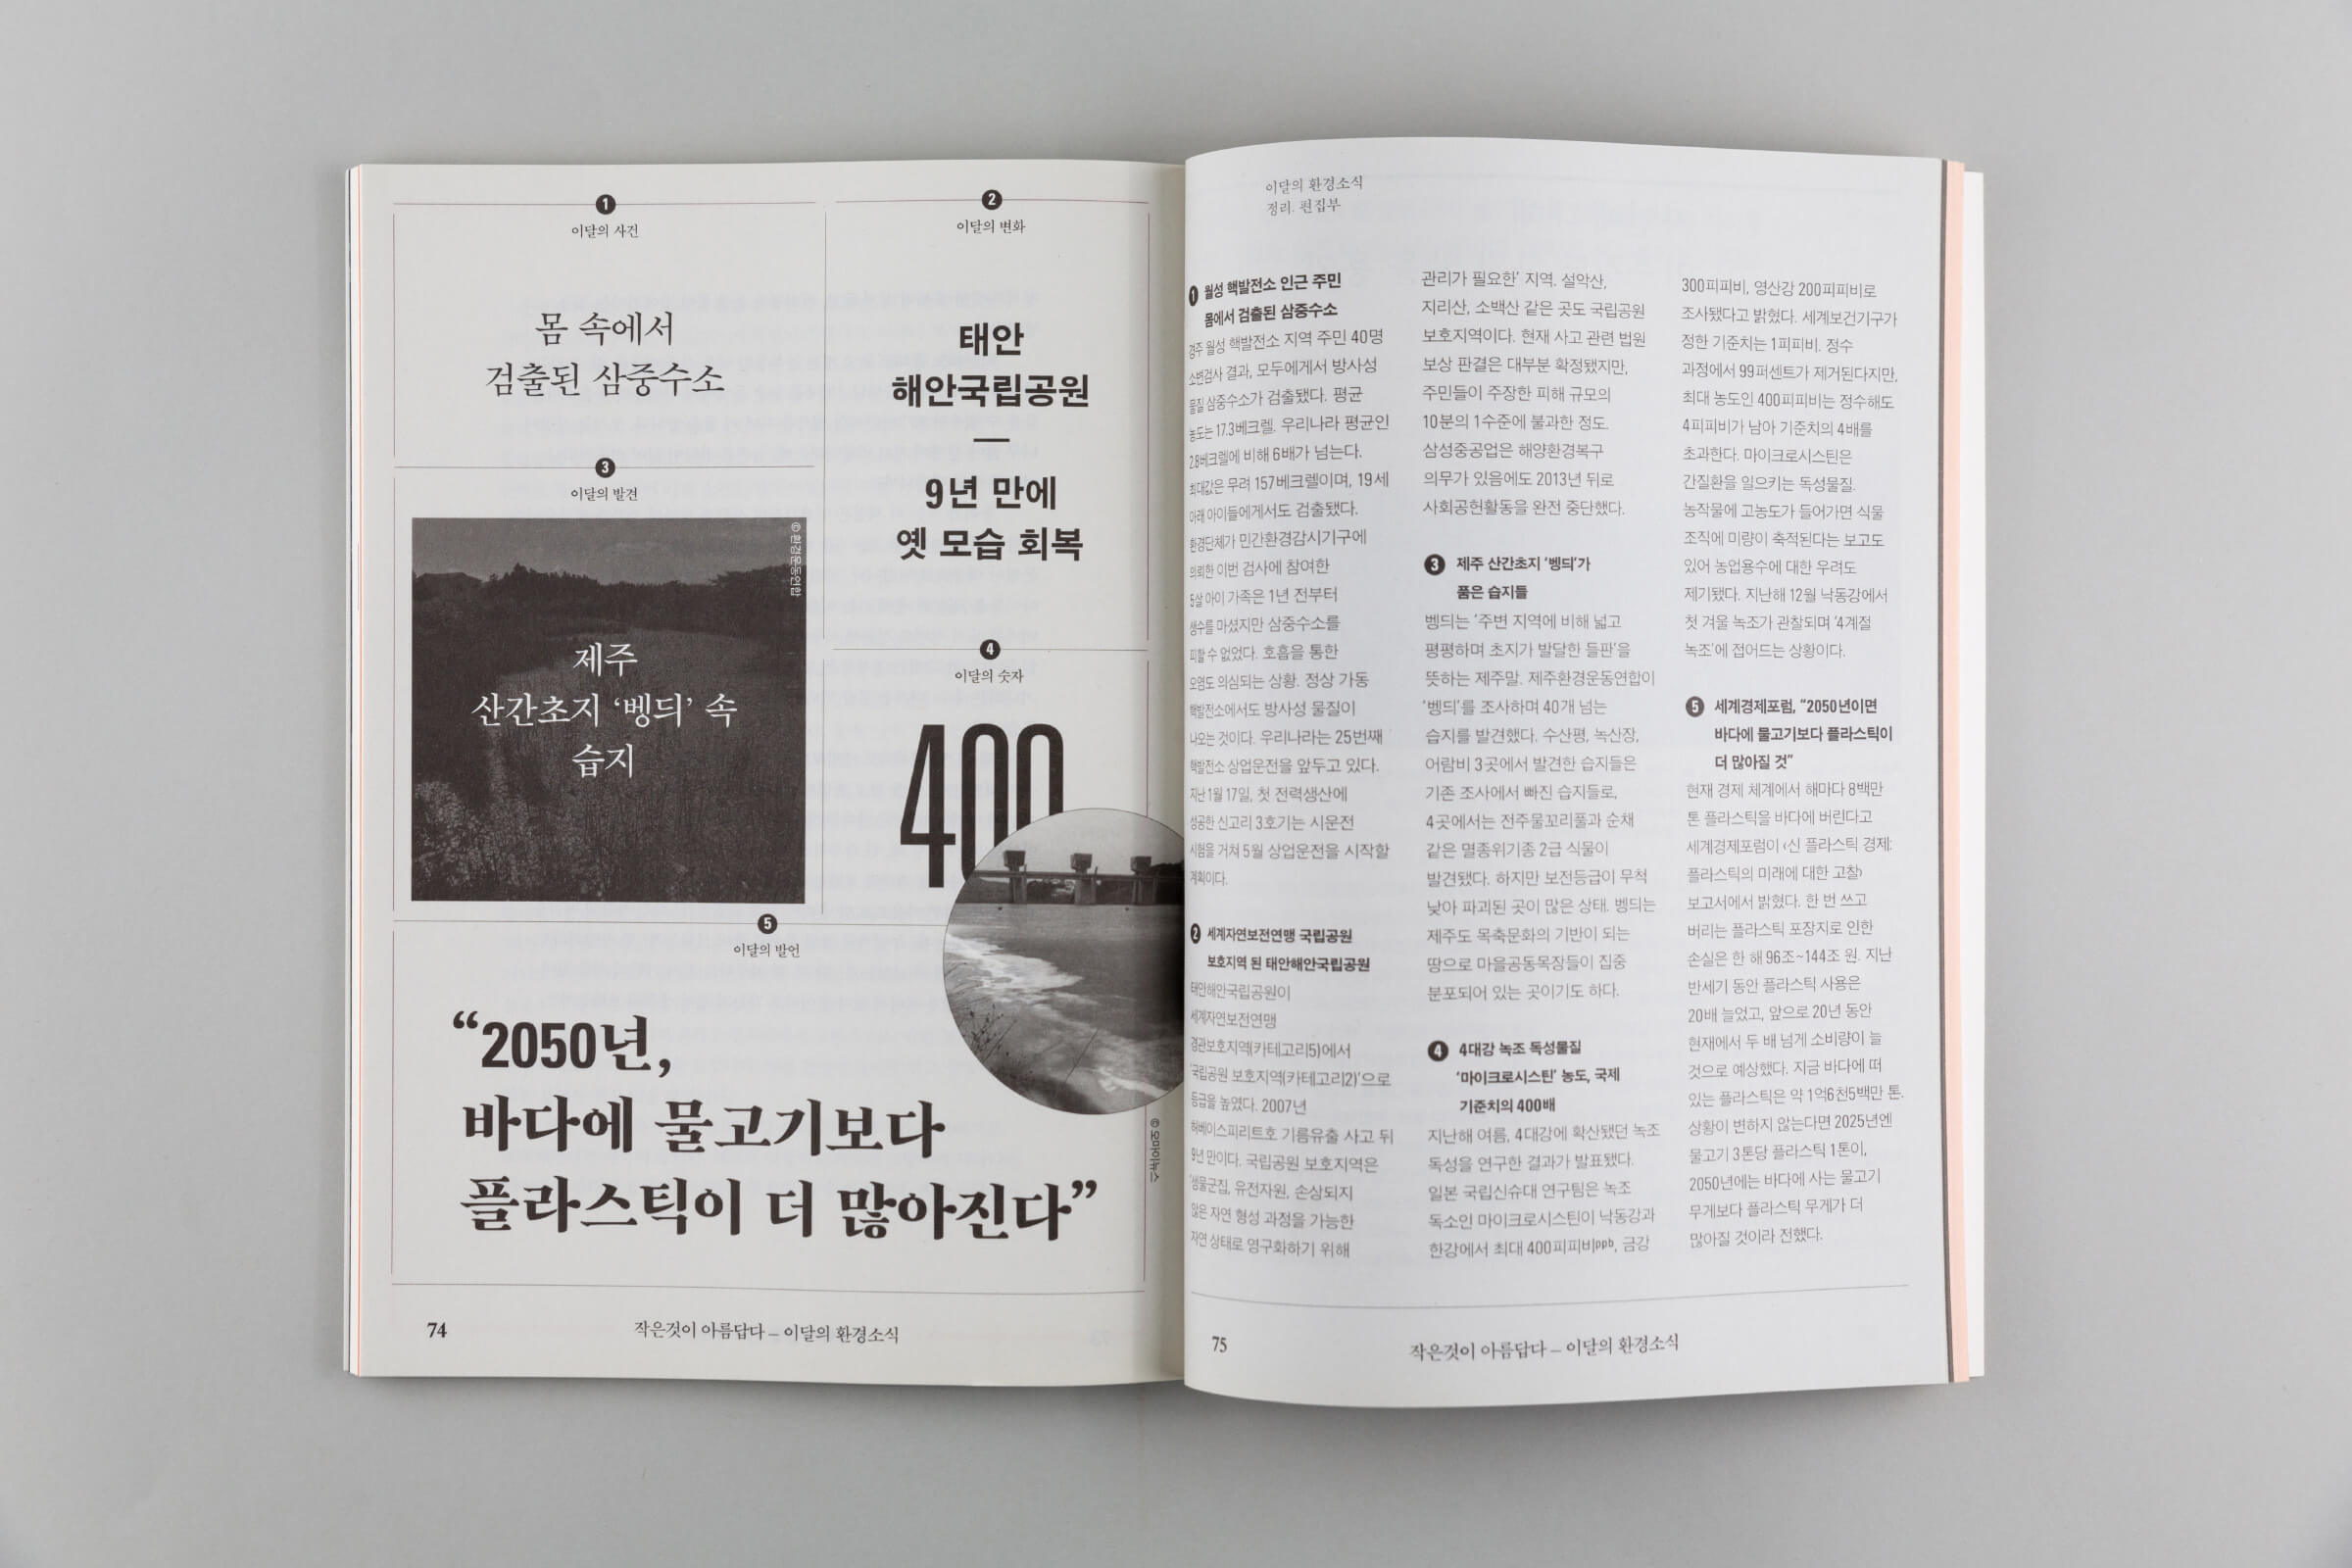 1
이달의 사건
몸 속에서
검출된 삼중수소
2
이달의 변화
태안
해안국립공원
—
9년 만에
옛 모습 회복
3
이달의 발견
© 환경운동연합
제주
산간초지 ‘벵듸’ 속
습지
4
이달의 숫자
400
© 오마이뉴스
5
이달의 발언
“2050년,
바다에 물고기보다
플라스틱이 더 많아진다”
74
작은것이 아름답다 – 이달의 환경소식
이달의 환경소식
정리. 편집부
1 월성 핵발전소 인근 주민
몸에서 검출된 삼중수소
경주 월성 핵발전소 지역 주민 40명
소변검사 결과, 모두에게서 방사성
물질 삼중수소가 검출됐다. 평균
농도는 17.3베크렐. 우리나라 평균인
2.8베크렐에 비해 6배가 넘는다.
최대값은 무려 157베크렐이며, 19세
아래 아이들에게서도 검출됐다.
환경단체가 민간환경감시기구에
의뢰한 이번 검사에 참여한
5살 아이 가족은 1년 전부터
생수를 마셨지만 삼중수소를
피할 수 없었다. 호흡을 통한
오염도 의심되는 상황. 정상 가동
핵발전소에서도 방사성 물질이
나오는 것이다. 우리나라는 25번째
핵발전소 상업운전을 앞두고 있다.
지난 1월 17일, 첫 전력생산에
성공한 신고리 3호기는 시운전
시험을 거쳐 5월 상업운전을 시작할
계획이다.
2 세계자연보전연맹 국립공원
보호지역 된 태안해안국립공원
태안해안국립공원이
세계자연보전연맹
경관보호지역(카테고리5)에서
‘국립공원 보호지역(카테고리2)’으로
등급을 높였다. 2007년
허베이스피리트호 기름유출 사고 뒤
9년 만이다. 국립공원 보호지역은
‘생물군집, 유전자원, 손상되지
않은 자연 형성 과정을 가능한
자연 상태로 영구화하기 위해
관리가 필요한’ 지역. 설악산,
지리산, 소백산 같은 곳도 국립공원
보호지역이다. 현재 사고 관련 법원
보상 판결은 대부분 확정됐지만,
주민들이 주장한 피해 규모의
10분의 1수준에 불과한 정도.
삼성중공업은 해양환경복구
의무가 있음에도 2013년 뒤로
사회공헌활동을 완전 중단했다.
3 제주 산간초지 ‘벵듸’가
품은 습지들
벵듸는 ‘주변 지역에 비해 넓고
평평하며 초지가 발달한 들판’을
뜻하는 제주말. 제주환경운동연합이
‘벵듸’를 조사하며 40개 넘는
습지를 발견했다. 수산평, 녹산장,
어람비 3곳에서 발견한 습지들은
기존 조사에서 빠진 습지들로,
4곳에서는 전주물꼬리풀과 순채
같은 멸종위기종 2급 식물이
발견됐다. 하지만 보전등급이 무척
낮아 파괴된 곳이 많은 상태. 벵듸는
제주도 목축문화의 기반이 되는
땅으로 마을공동목장들이 집중
분포되어 있는 곳이기도 하다.
4 4대강 녹조 독성물질
‘마이크로시스틴’ 농도, 국제
기준치의 400배
지난해 여름, 4대강에 확산됐던 녹조
독성을 연구한 결과가 발표됐다.
일본 국립신슈대 연구팀은 녹조
독소인 마이크로시스틴이 낙동강과
한강에서 최대 400피피비ppb, 금강
300피피비, 영산강 200피피비로
조사됐다고 밝혔다. 세계보건기구가
정한 기준치는 1피피비. 정수
과정에서 99퍼센트가 제거된다지만,
최대 농도인 400피피비는 정수해도
4피피비가 남아 기준치의 4배를
초과한다. 마이크로시스틴은
간질환을 일으키는 독성물질.
농작물에 고농도가 들어가면 식물
조직에 미량이 축적된다는 보고도
있어 농업용수에 대한 우려도
제기됐다. 지난해 12월 낙동강에서
첫 겨울 녹조가 관찰되며 ‘4계절
녹조’에 접어드는 상황이다.
5 세계경제포럼, “2050년이면
바다에 물고기보다 플라스틱이
더 많아질 것”
현재 경제 체계에서 해마다 8백만
톤 플라스틱을 바다에 버린다고
세계경제포럼이 ‹신 플라스틱 경제:
플라스틱의 미래에 대한 고찰›
보고서에서 밝혔다. 한 번 쓰고
버리는 플라스틱 포장지로 인한
손실은 한 해 96조~144조 원. 지난
반세기 동안 플라스틱 사용은
20배 늘었고, 앞으로 20년 동안
현재에서 두 배 넘게 소비량이 늘
것으로 예상했다. 지금 바다에 떠
있는 플라스틱은 약 1억6천5백만 톤.
상황이 변하지 않는다면 2025년엔
물고기 3톤당 플라스틱 1톤이,
2050년에는 바다에 사는 물고기
무게보다 플라스틱 무게가 더
많아질 것이라 전했다.
75
작은것이 아름답다 – 이달의 환경소식